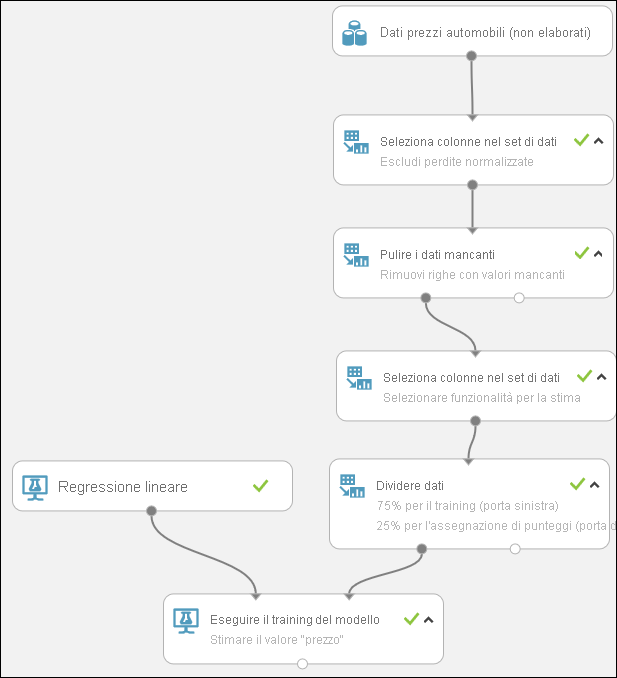 Dati prezzi automobili (non elaborati)
Seleziona colonne nel set di dati
Escludi perdite normalizzate
Pulire i dati mancanti
Rimuovi righe con valori mancanti
Seleziona colonne nel set di dati
Selezionare funzionalità per la stima
Regressione lineare
Dividere dati
75% per il training (porta sinistra)
25% per l'assegnazione di punteggi (porta d
Eseguire il training del modello
Stimare il valore "prezzo"